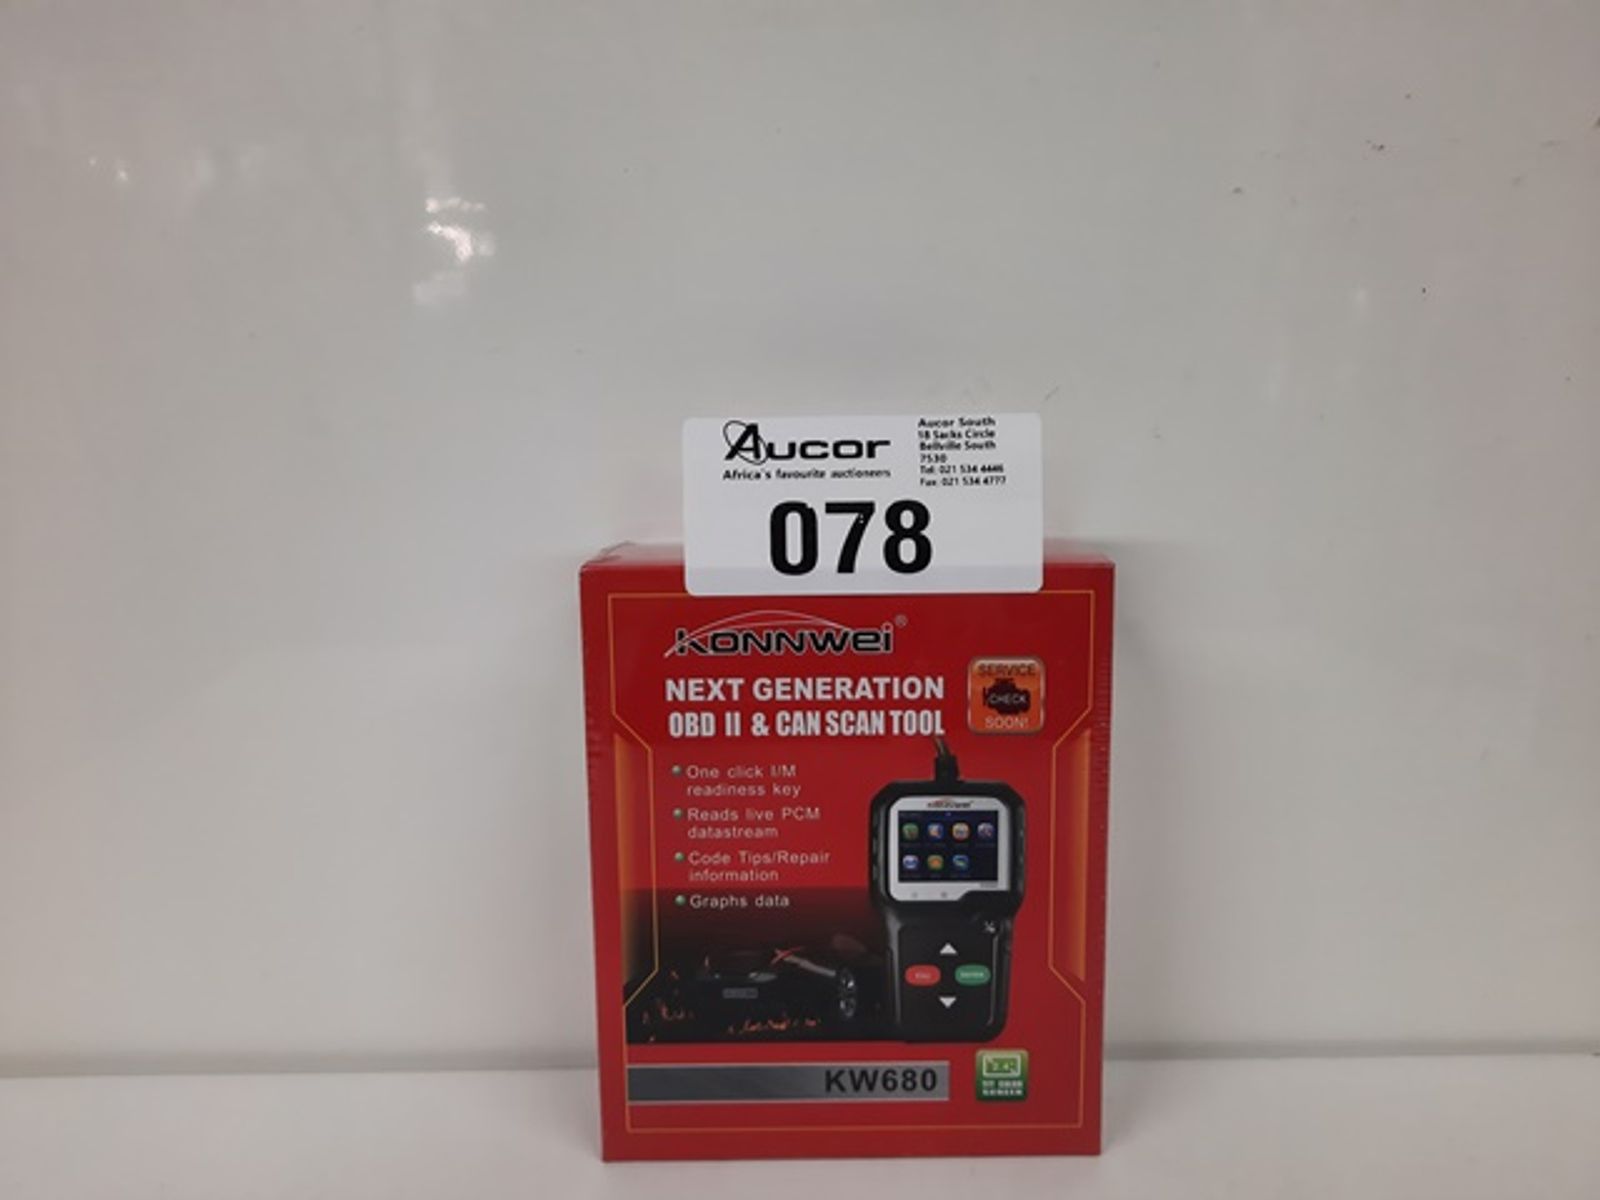 Aucor
Africa's favourite auctioneers
Aucor South
18 Sacks Circle
Bellville South
7530
Tel: 021 534 4446
Fax: 021 534 4777
078
KONNWEI®
NEXT GENERATION
OBD II & CAN SCAN TOOL
SERVICE
CHECK
SOON!
One click I/M
readiness key
Reads live PCM
datastream
Code Tips/Repair
information
Graphs data
KONNWEI
KW680
SCREEN